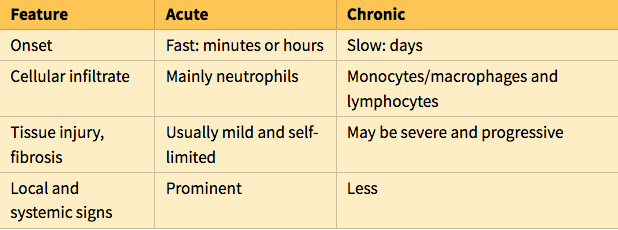 Feature Acute Chronic
Onset Fast: minutes or hours Slow: days
Cellular infiltrate Mainly neutrophils Monocytes/macrophages and
lymphocytes
Tissue injury, Usually mild and self- May be severe and progressive
fibrosis limited
Local and Prominent Less
systemic signs